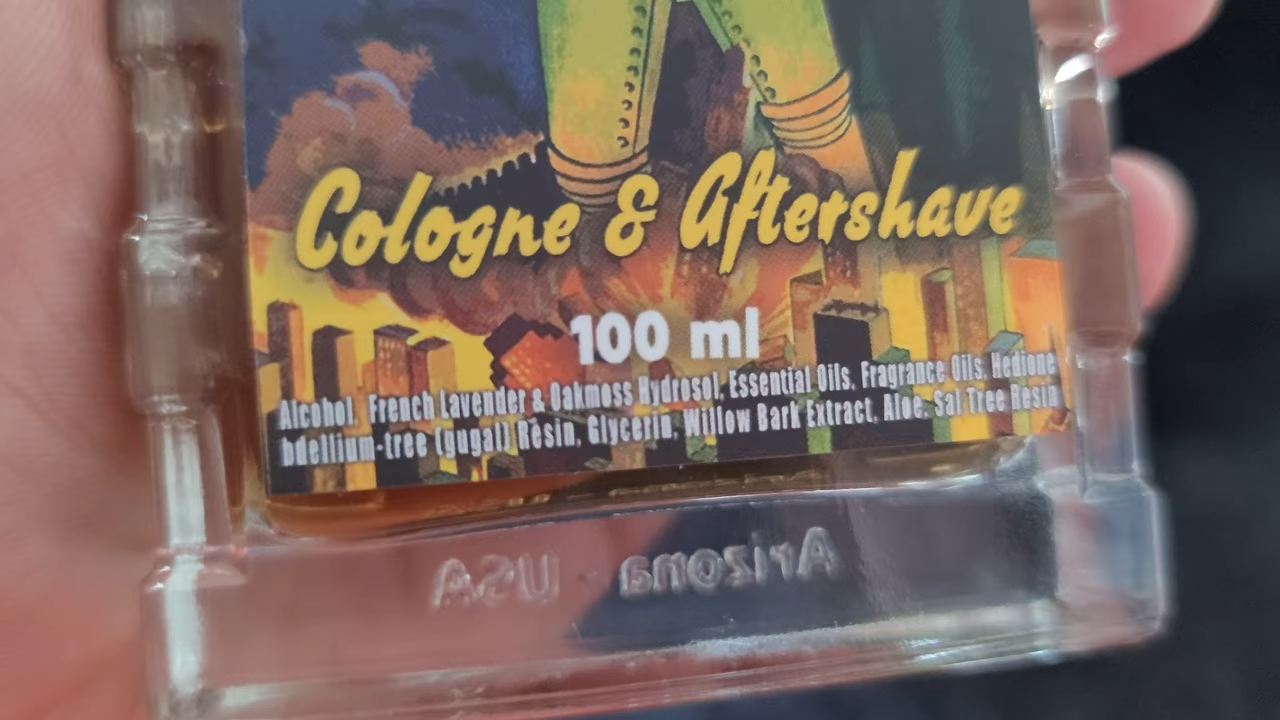 Cologne & Aftershave
100 ml
Alcohol, French Lavender & Oakmoss Hydrosol, Essential Oils, Fragrance Oils, Hedione
bdellium-tree (gugal) Resin, Glycerin, Willow Bark Extract, Aloe, Sal Tree Resin
Arizona USA